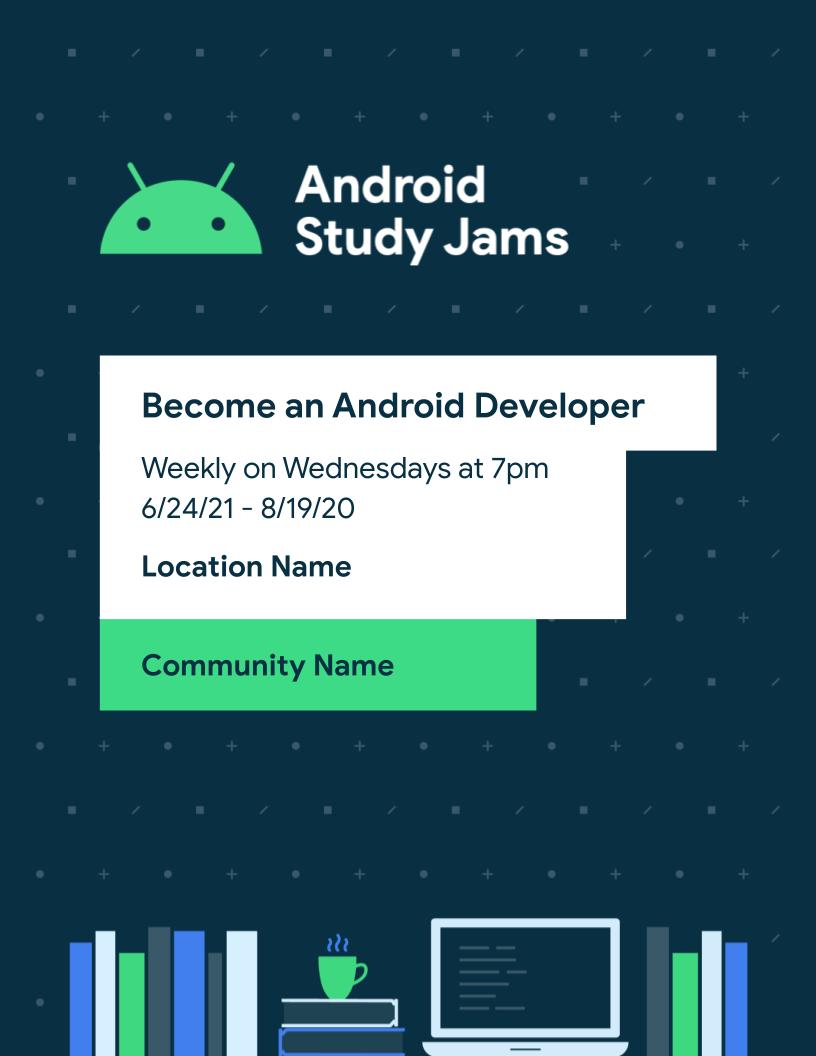 Android
Study Jams
Become an Android Developer
Weekly on Wednesdays at 7pm
6/24/21 - 8/19/20
Location Name
Community Name